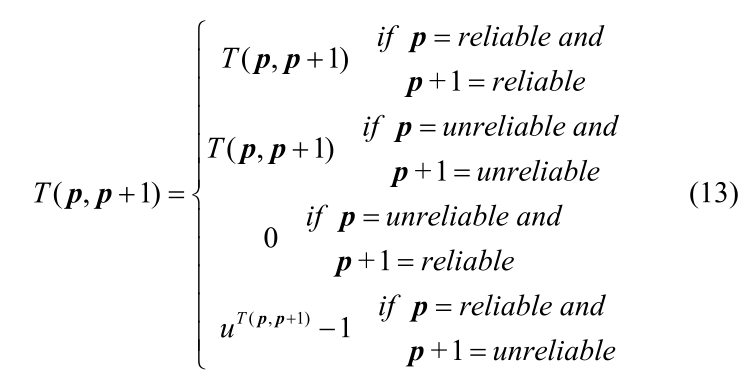 T(p, p+1) if p = reliable and
p+1 = reliable
T(p, p+1) if p = unreliable and
p+1 = unreliable
T(p, p+1) = { (13)
0 if p = unreliable and
p+1 = reliable
u^{T(p,p+1)} −1 if p = reliable and
p+1 = unreliable